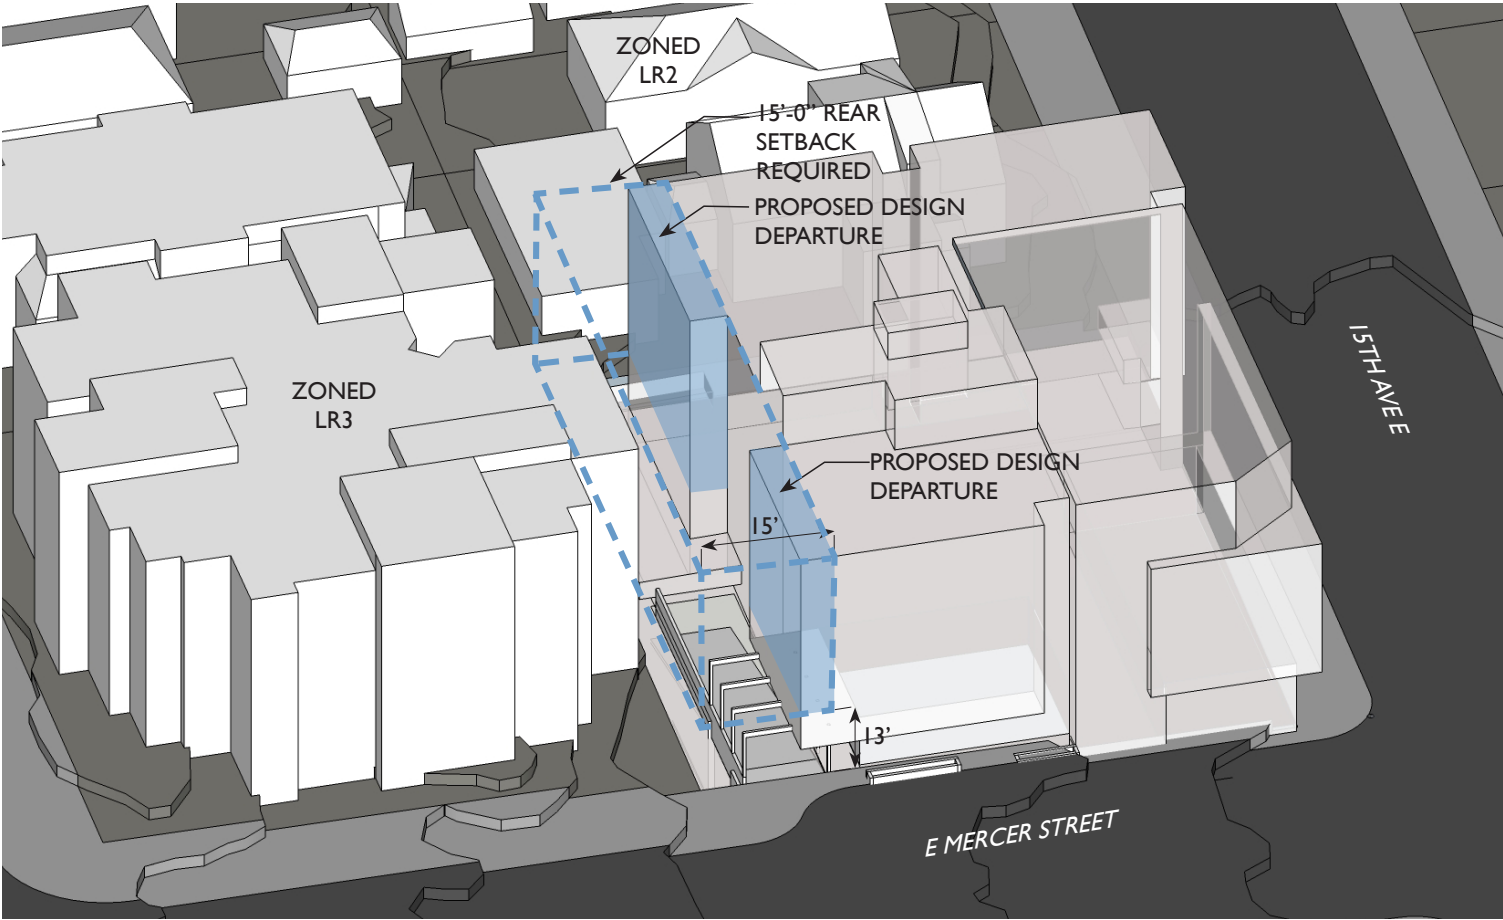 ZONED
LR2
15'-0" REAR
SETBACK
REQUIRED
PROPOSED DESIGN
DEPARTURE
ZONED
LR3
15TH AVE E
PROPOSED DESIGN
DEPARTURE
15'
13'
E MERCER STREET